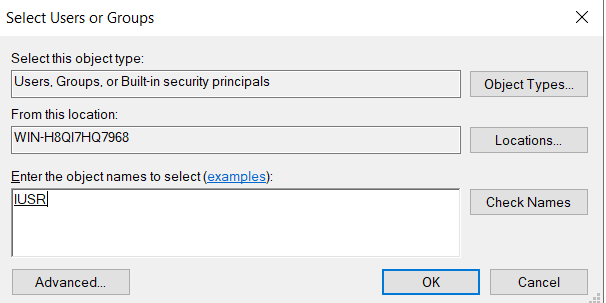 Select Users or Groups
Select this object type:
Users, Groups, or Built-in security principals
Object Types...
From this location:
WIN-H8QI7HQ7968
Locations...
Enter the object names to select (examples):
IUSR
Check Names
Advanced...
OK
Cancel